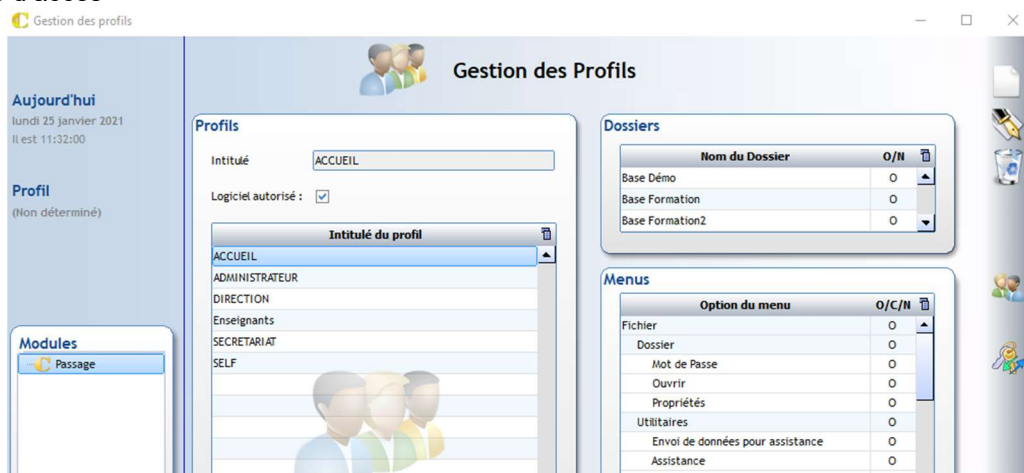 Gestion des profils
Gestion des Profils
Aujourd'hui
lundi 25 janvier 2021
Il est 11:32:00
Profil
(Non déterminé)
Modules
Passage
Profils
Intitulé ACCUEIL
Logiciel autorisé :
Intitulé du profil
ACCUEIL
ADMINISTRATEUR
DIRECTION
Enseignants
SECRETARIAT
SELF
Dossiers
Nom du Dossier O/N
Base Démo O
Base Formation O
Base Formation2 O
Menus
Option du menu O/C/N
Fichier O
Dossier O
Mot de Passe O
Ouvrir O
Propriétés O
Utilitaires O
Envoi de données pour assistance O
Assistance O